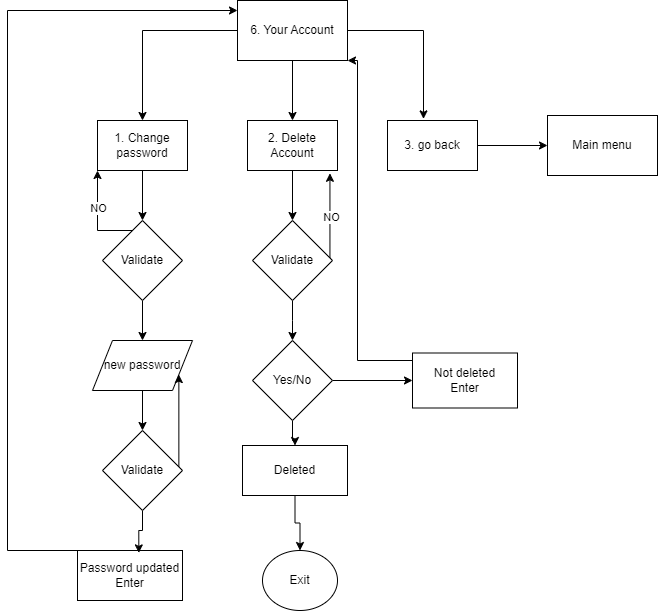 6. Your Account
1. Change
password
2. Delete
Account
3. go back
Main menu
NO
NO
Validate
Validate
new password
Yes/No
Not deleted
Enter
Validate
Deleted
Password updated
Enter
Exit